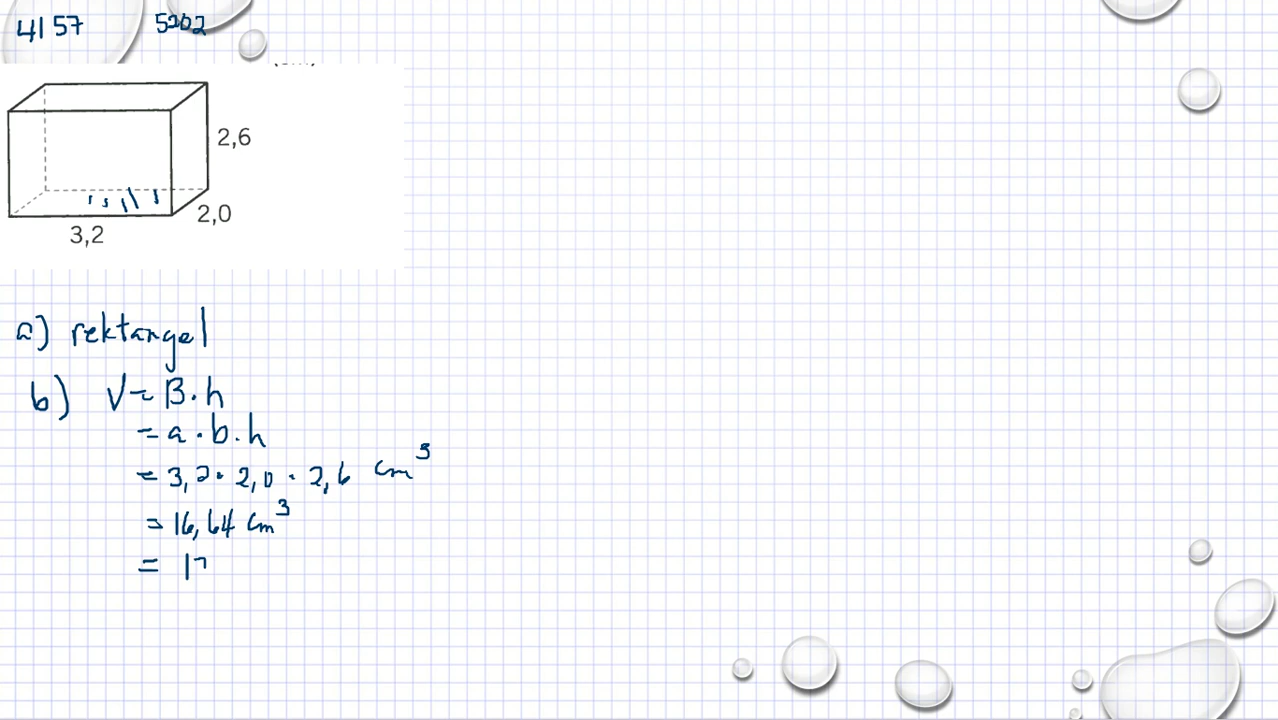 4157 5202
2,6
2,0
3,2
a) rektangel
b) V = B · h
= a · b · h
= 3,2 · 2,0 · 2,6 cm³
= 16,64 cm³
= 17